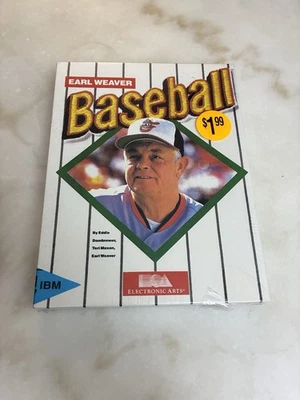 EARL WEAVER
Baseball
$1.99
By Eddie
Dombrower,
Teri Mason,
Earl Weaver
IBM
ELECTRONIC ARTS®